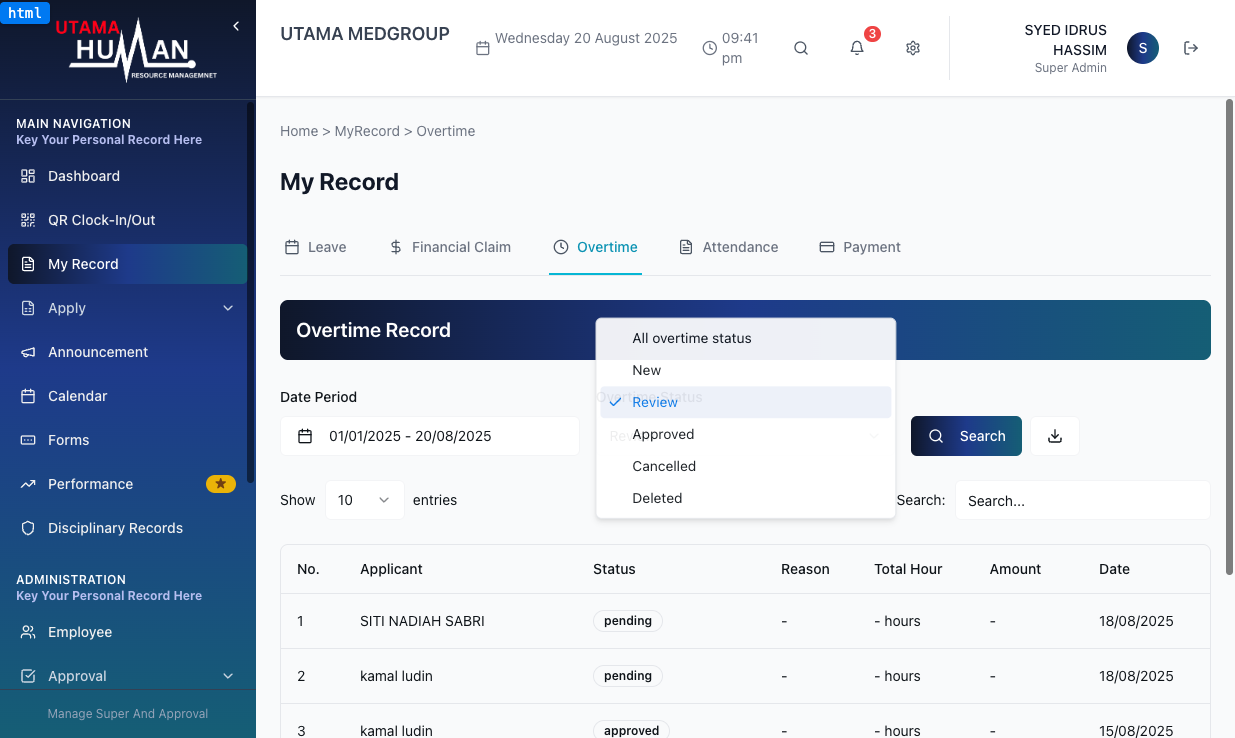 html
UTAMA
HUMAN
RESOURCE MANAGEMNET
MAIN NAVIGATION
Key Your Personal Record Here
Dashboard
QR Clock-In/Out
My Record
Apply
Announcement
Calendar
Forms
Performance
Disciplinary Records
ADMINISTRATION
Key Your Personal Record Here
Employee
Approval
Manage Super And Approval
UTAMA MEDGROUP
Wednesday 20 August 2025
09:41
pm
3
SYED IDRUS
HASSIM
Super Admin
S
Home > MyRecord > Overtime
My Record
Leave
Financial Claim
Overtime
Attendance
Payment
Overtime Record
Date Period
01/01/2025 - 20/08/2025
Overtime Status
Review
All overtime status
New
Review
Approved
Cancelled
Deleted
Search
Show 10 entries
Search: Search...
No. Applicant Status Reason Total Hour Amount Date
1 SITI NADIAH SABRI pending - - hours - 18/08/2025
2 kamal ludin pending - - hours - 18/08/2025
3 kamal ludin approved - - hours - 15/08/2025